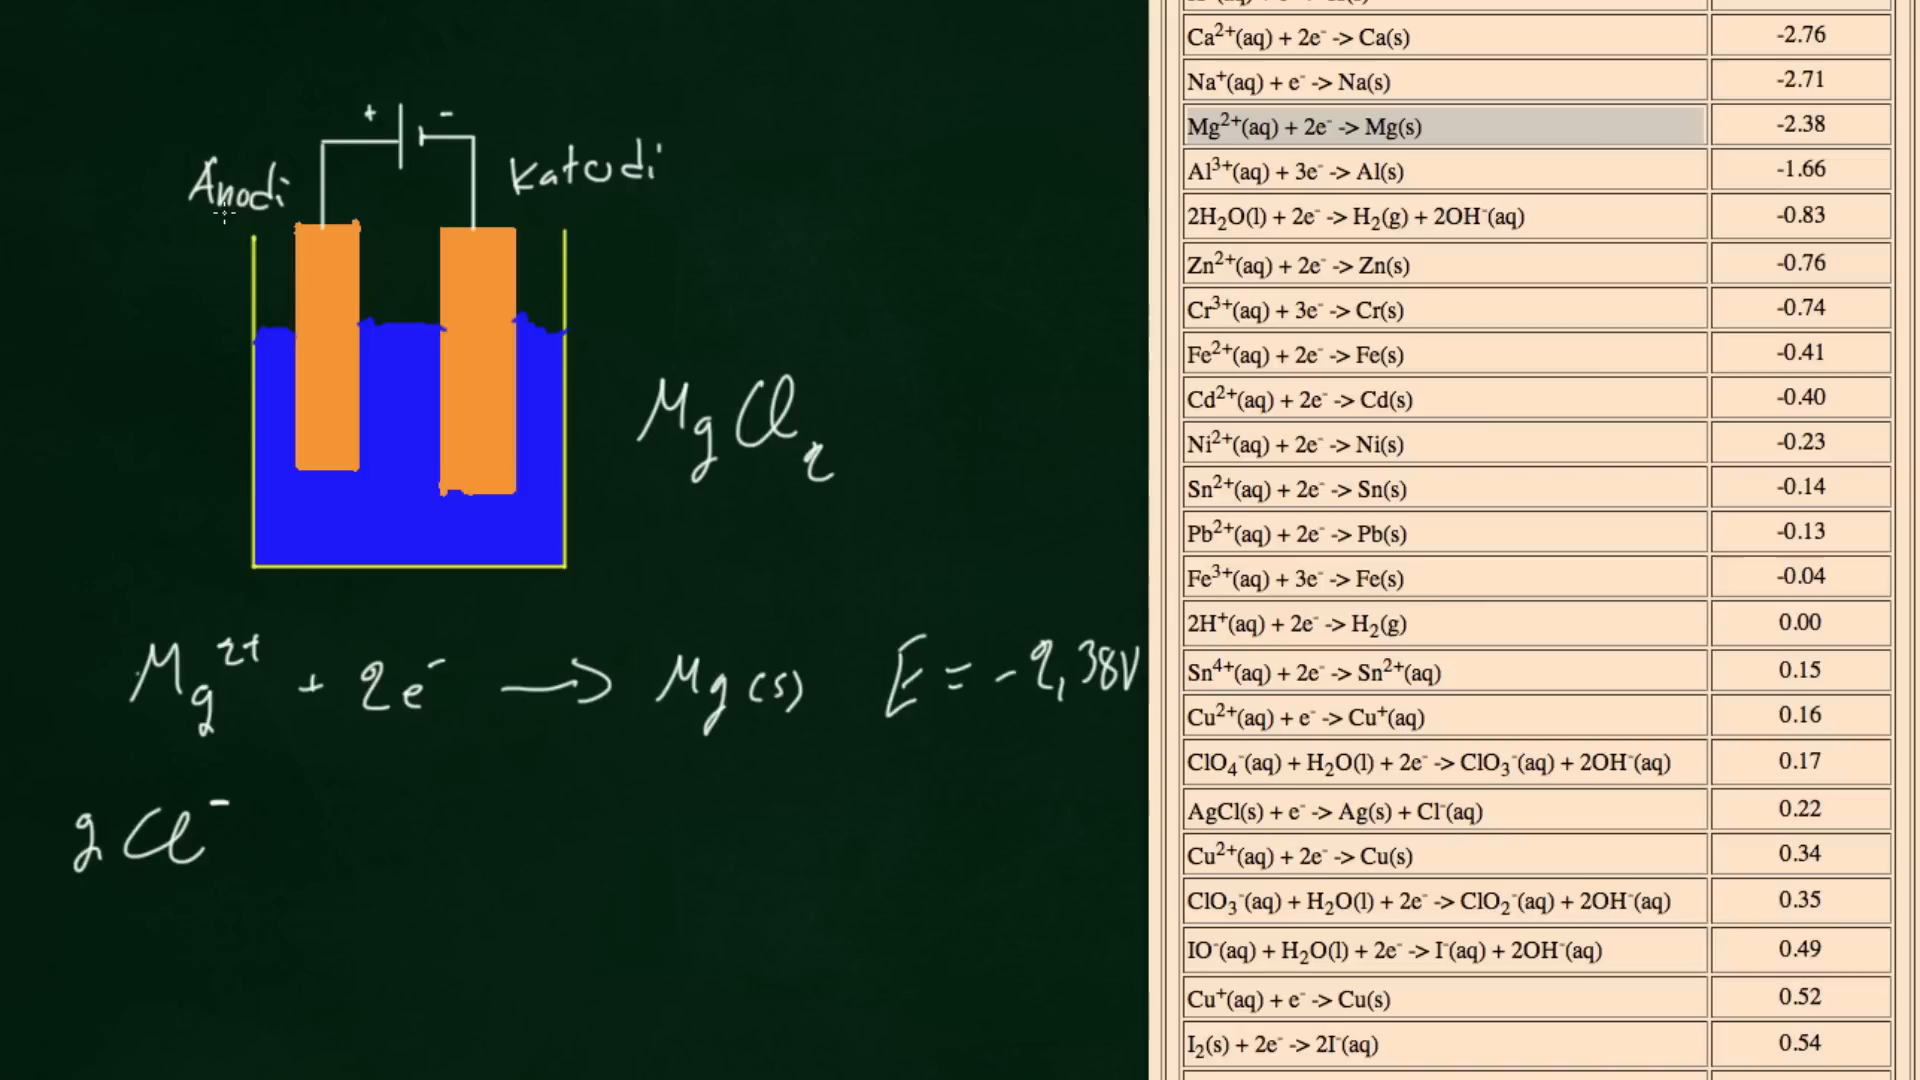 + -
Anodi
Katodi
MgCl₂
Mg²⁺ + 2e⁻ → Mg(s) E = -2,38V
2Cl⁻
Ca²⁺(aq) + 2e⁻ -> Ca(s) -2.76
Na⁺(aq) + e⁻ -> Na(s) -2.71
Mg²⁺(aq) + 2e⁻ -> Mg(s) -2.38
Al³⁺(aq) + 3e⁻ -> Al(s) -1.66
2H₂O(l) + 2e⁻ -> H₂(g) + 2OH⁻(aq) -0.83
Zn²⁺(aq) + 2e⁻ -> Zn(s) -0.76
Cr³⁺(aq) + 3e⁻ -> Cr(s) -0.74
Fe²⁺(aq) + 2e⁻ -> Fe(s) -0.41
Cd²⁺(aq) + 2e⁻ -> Cd(s) -0.40
Ni²⁺(aq) + 2e⁻ -> Ni(s) -0.23
Sn²⁺(aq) + 2e⁻ -> Sn(s) -0.14
Pb²⁺(aq) + 2e⁻ -> Pb(s) -0.13
Fe³⁺(aq) + 3e⁻ -> Fe(s) -0.04
2H⁺(aq) + 2e⁻ -> H₂(g) 0.00
Sn⁴⁺(aq) + 2e⁻ -> Sn²⁺(aq) 0.15
Cu²⁺(aq) + e⁻ -> Cu⁺(aq) 0.16
ClO₄⁻(aq) + H₂O(l) + 2e⁻ -> ClO₃⁻(aq) + 2OH⁻(aq) 0.17
AgCl(s) + e⁻ -> Ag(s) + Cl⁻(aq) 0.22
Cu²⁺(aq) + 2e⁻ -> Cu(s) 0.34
ClO₃⁻(aq) + H₂O(l) + 2e⁻ -> ClO₂⁻(aq) + 2OH⁻(aq) 0.35
IO⁻(aq) + H₂O(l) + 2e⁻ -> I⁻(aq) + 2OH⁻(aq) 0.49
Cu⁺(aq) + e⁻ -> Cu(s) 0.52
I₂(s) + 2e⁻ -> 2I⁻(aq) 0.54